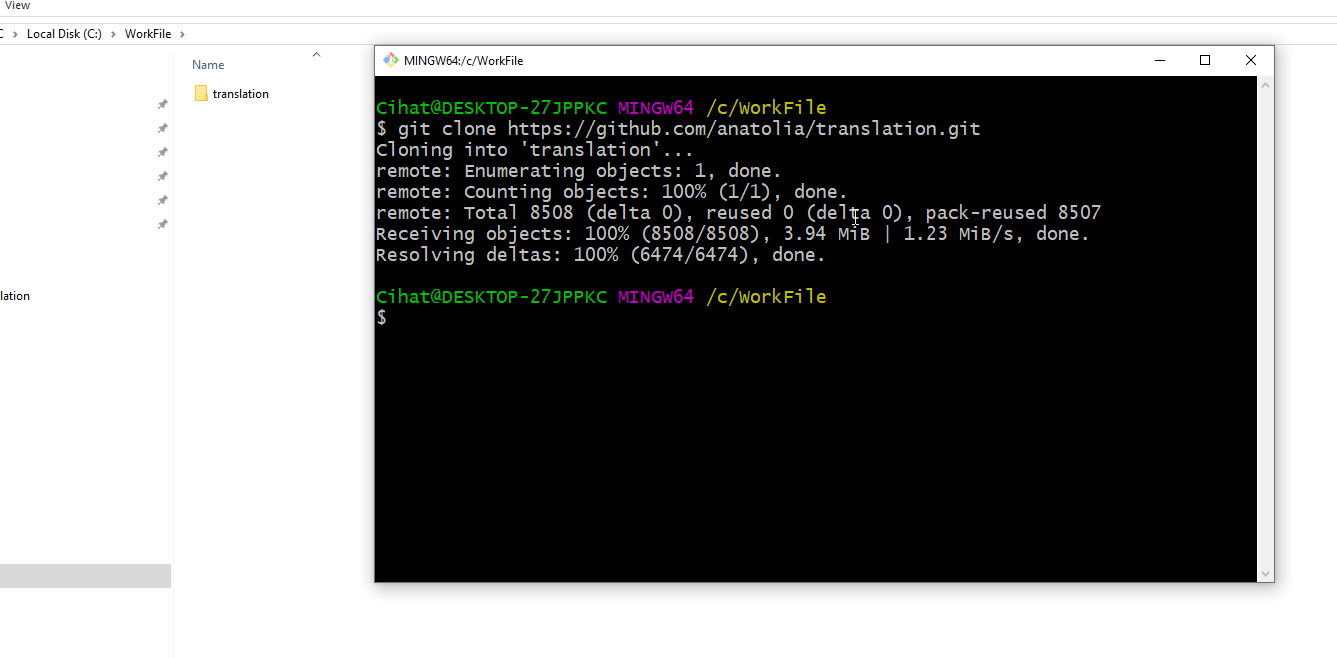 View
C > Local Disk (C:) > WorkFile >
Name
translation
lation
MINGW64:/c/WorkFile
Cihat@DESKTOP-27JPPKC MINGW64 /c/WorkFile
$ git clone https://github.com/anatolia/translation.git
Cloning into 'translation'...
remote: Enumerating objects: 1, done.
remote: Counting objects: 100% (1/1), done.
remote: Total 8508 (delta 0), reused 0 (delta 0), pack-reused 8507
Receiving objects: 100% (8508/8508), 3.94 MiB | 1.23 MiB/s, done.
Resolving deltas: 100% (6474/6474), done.
Cihat@DESKTOP-27JPPKC MINGW64 /c/WorkFile
$